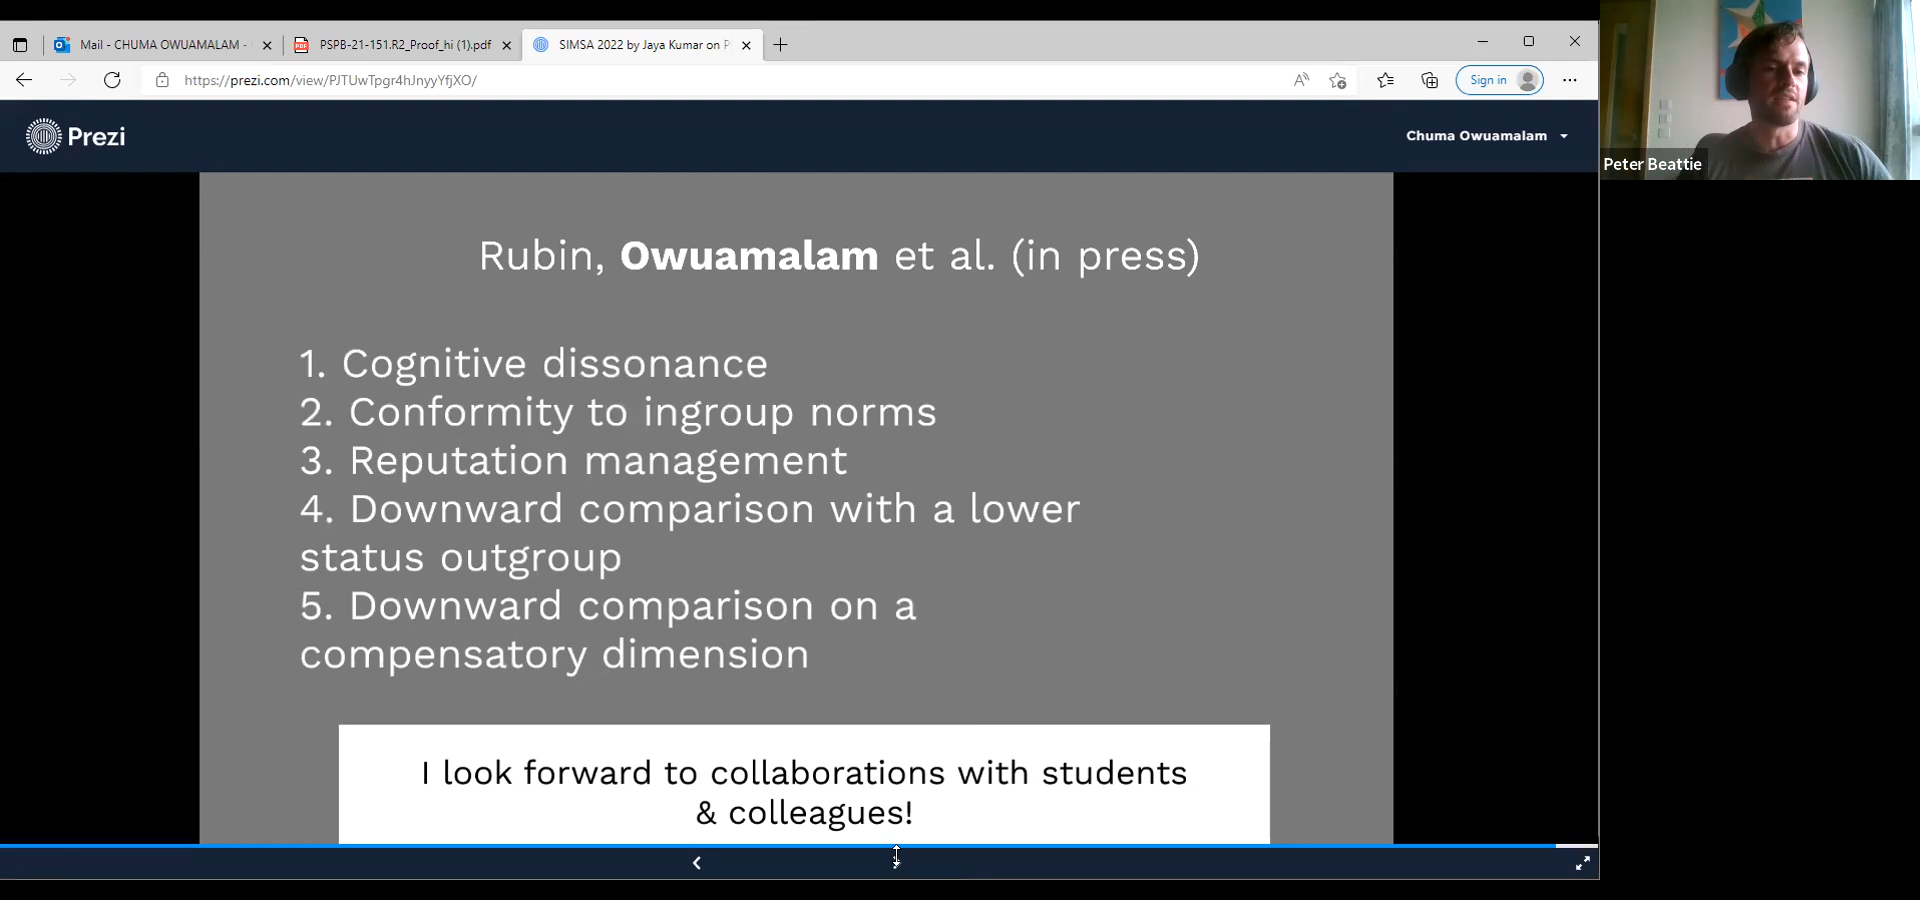 Mail - CHUMA OWUAMALAM -
PSPB-21-151.R2_Proof_hi (1).pdf
SIMSA 2022 by Jaya Kumar on P
https://prezi.com/view/PJTUwTpgr4hJnyyYfjXO/
Sign in
Prezi
Chuma Owuamalam
Peter Beattie
Rubin, Owuamalam et al. (in press)
1. Cognitive dissonance
2. Conformity to ingroup norms
3. Reputation management
4. Downward comparison with a lower
status outgroup
5. Downward comparison on a
compensatory dimension
I look forward to collaborations with students
& colleagues!